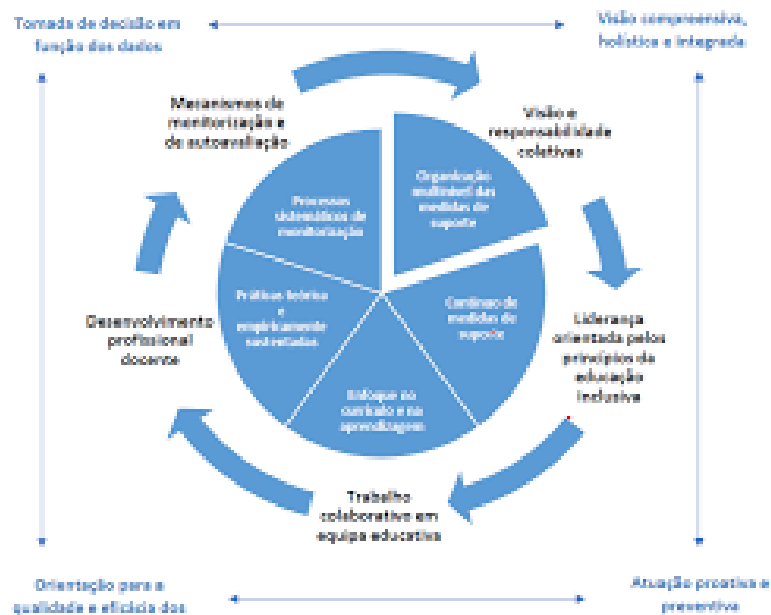 Tomada de decisão em
função dos dados
Visão compreensiva,
holística e integrada
Mecanismos de
monitorização e
de autoavaliação
Visão e
responsabilidade
coletivas
Organização
multinível das
medidas de
suporte
Processos
sistemáticos de
monitorização
Práticas teórica
e
empiricamente
sustentadas
Contínuo de
medidas de
suporte
Enfoque no
currículo e na
aprendizagem
Desenvolvimento
profissional
docente
Liderança
orientada pelos
princípios da
educação
inclusiva
Trabalho
colaborativo em
equipa educativa
Orientação para a
qualidade e eficácia dos
Atuação proativa e
preventiva